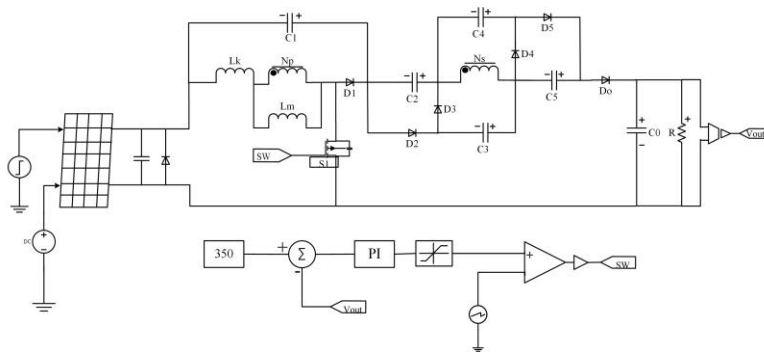 C1
C4
D5
Lk
Np
Ns
D4
D1
C2
C5
Do
Lm
D3
D2
C3
C0
R
Vout
SW
S1
DC
350
Σ
PI
SW
Vout